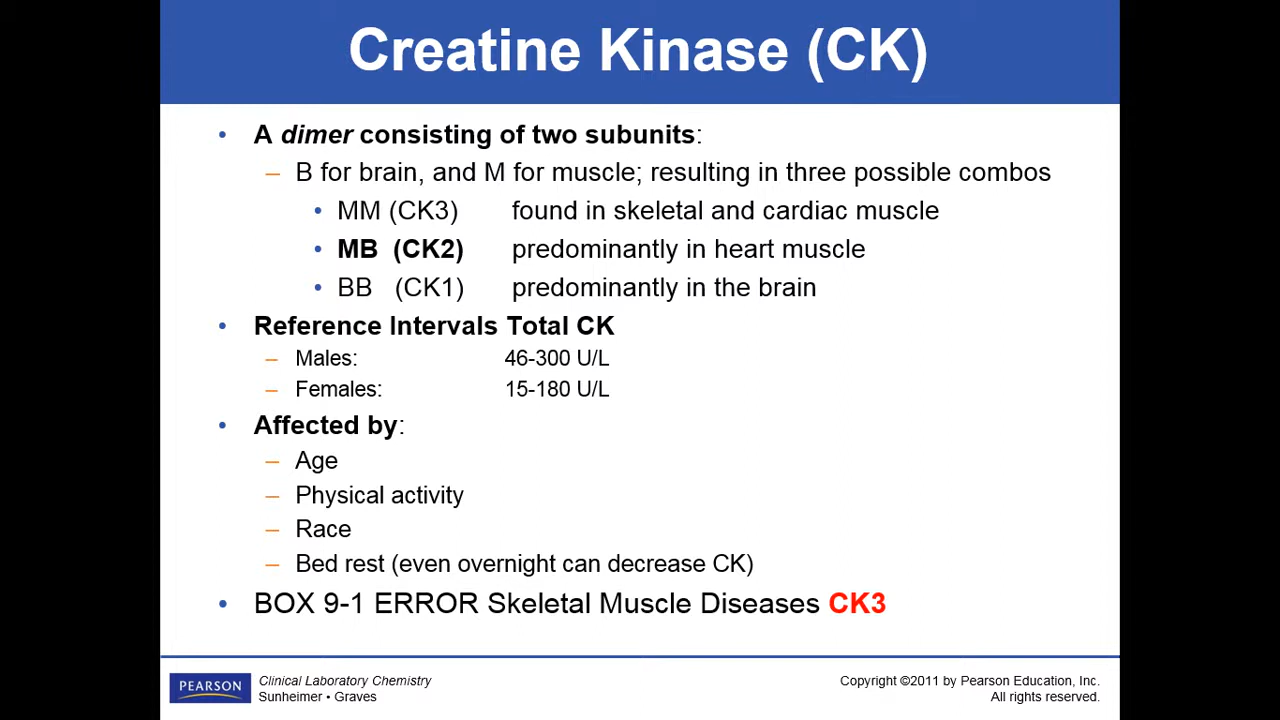 Creatine Kinase (CK)
• A dimer consisting of two subunits:
– B for brain, and M for muscle; resulting in three possible combos
• MM (CK3) found in skeletal and cardiac muscle
• MB (CK2) predominantly in heart muscle
• BB (CK1) predominantly in the brain
• Reference Intervals Total CK
– Males: 46-300 U/L
– Females: 15-180 U/L
• Affected by:
– Age
– Physical activity
– Race
– Bed rest (even overnight can decrease CK)
• BOX 9-1 ERROR Skeletal Muscle Diseases CK3
PEARSON
Clinical Laboratory Chemistry
Sunheimer • Graves
Copyright ©2011 by Pearson Education, Inc.
All rights reserved.